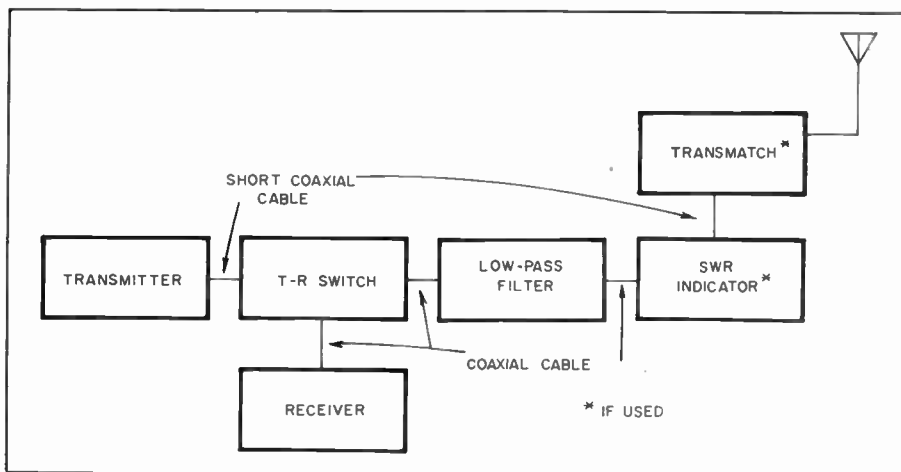 TRANSMATCH*
SHORT COAXIAL
CABLE
TRANSMITTER
T-R SWITCH
LOW-PASS
FILTER
SWR
INDICATOR*
COAXIAL CABLE
RECEIVER
* IF USED